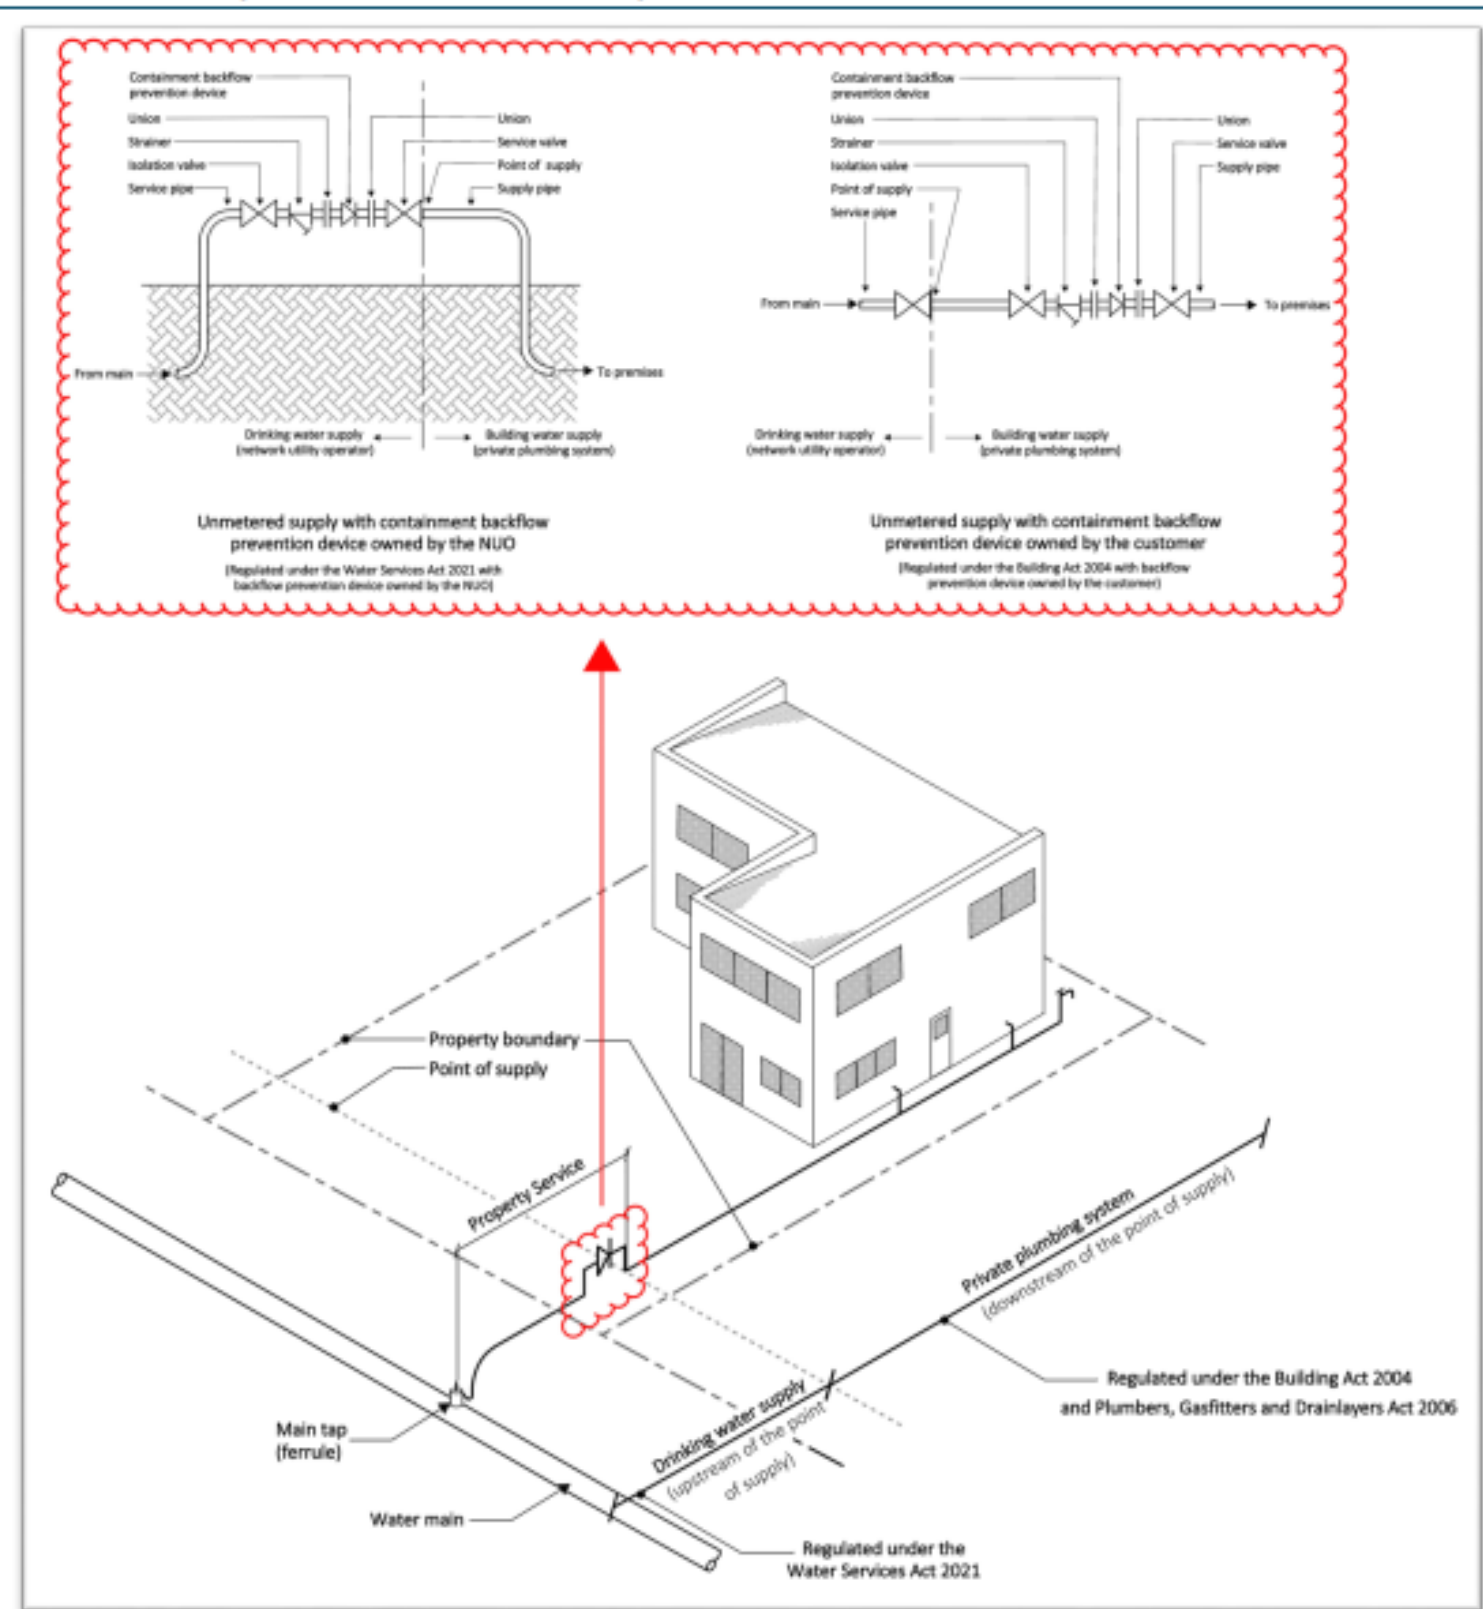 Containment backflow
prevention device
Union
Strainer
Isolation valve
Service pipe
Union
Service valve
Point of supply
Supply pipe
From main
To premises
Drinking water supply
(network utility operator)
Building water supply
(private plumbing system)
Unmetered supply with containment backflow
prevention device owned by the NUO
(Regulated under the Water Services Act 2021 with
backflow prevention device owned by the NUO)
Containment backflow
prevention device
Union
Strainer
Isolation valve
Point of supply
Service pipe
Union
Service valve
Supply pipe
From main
To premises
Drinking water supply
(network utility operator)
Building water supply
(private plumbing system)
Unmetered supply with containment backflow
prevention device owned by the customer
(Regulated under the Building Act 2004 with backflow
prevention device owned by the customer)
Property boundary
Point of supply
Property Service
Private plumbing system
(downstream of the point of supply)
Regulated under the Building Act 2004
and Plumbers, Gasfitters and Drainlayers Act 2006
Drinking water supply
(upstream of the point
of supply)
Main tap
(ferrule)
Water main
Regulated under the
Water Services Act 2021